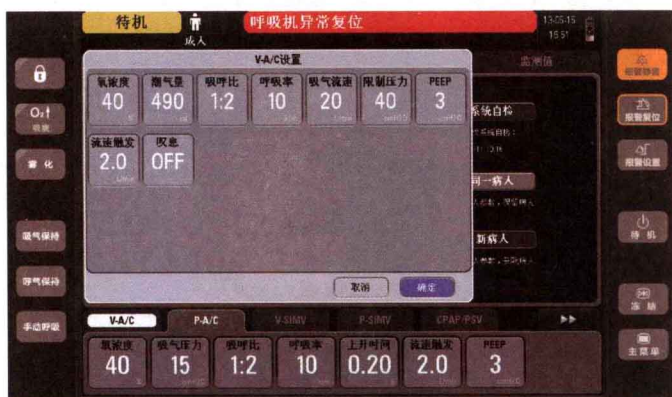 待机
成人
呼吸机异常复位
16:51
V-A/C设置
监测值
氧浓度 潮气量 吸呼比 呼吸率 吸气流速 限制压力 PEEP
40 490 1:2 10 20 40 3
流速触发 叹息
2.0 OFF
系统自检
同一病人
新病人
取消 确定
O₂↑
吸痰
雾化
吸气保持
呼气保持
手动呼吸
报警静音
报警复位
报警设置
待机
冻结
主菜单
V-A/C P-A/C V-SIMV P-SIMV CPAP/PSV
氧浓度 吸气压力 吸呼比 呼吸率 上升时间 流速触发 PEEP
40 15 1:2 10 0.20 2.0 3